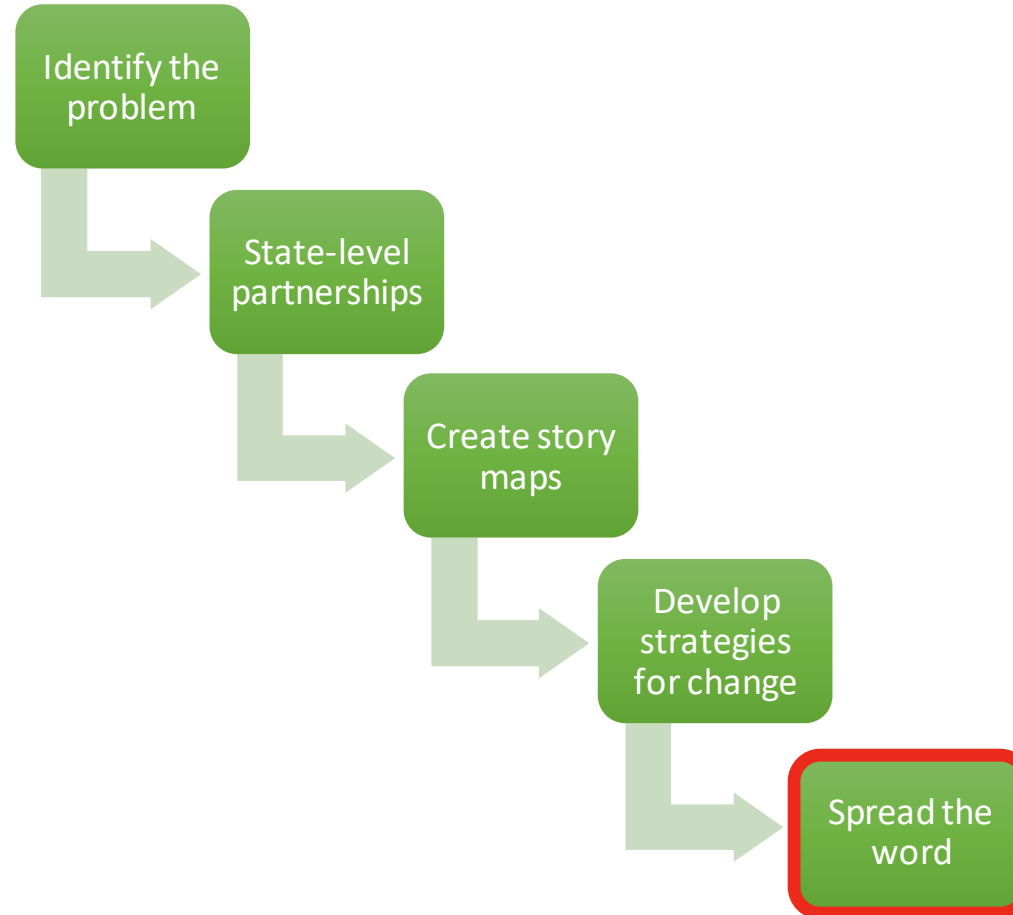 Identify the
problem
State-level
partnerships
Create story
maps
Develop
strategies
for change
Spread the
word